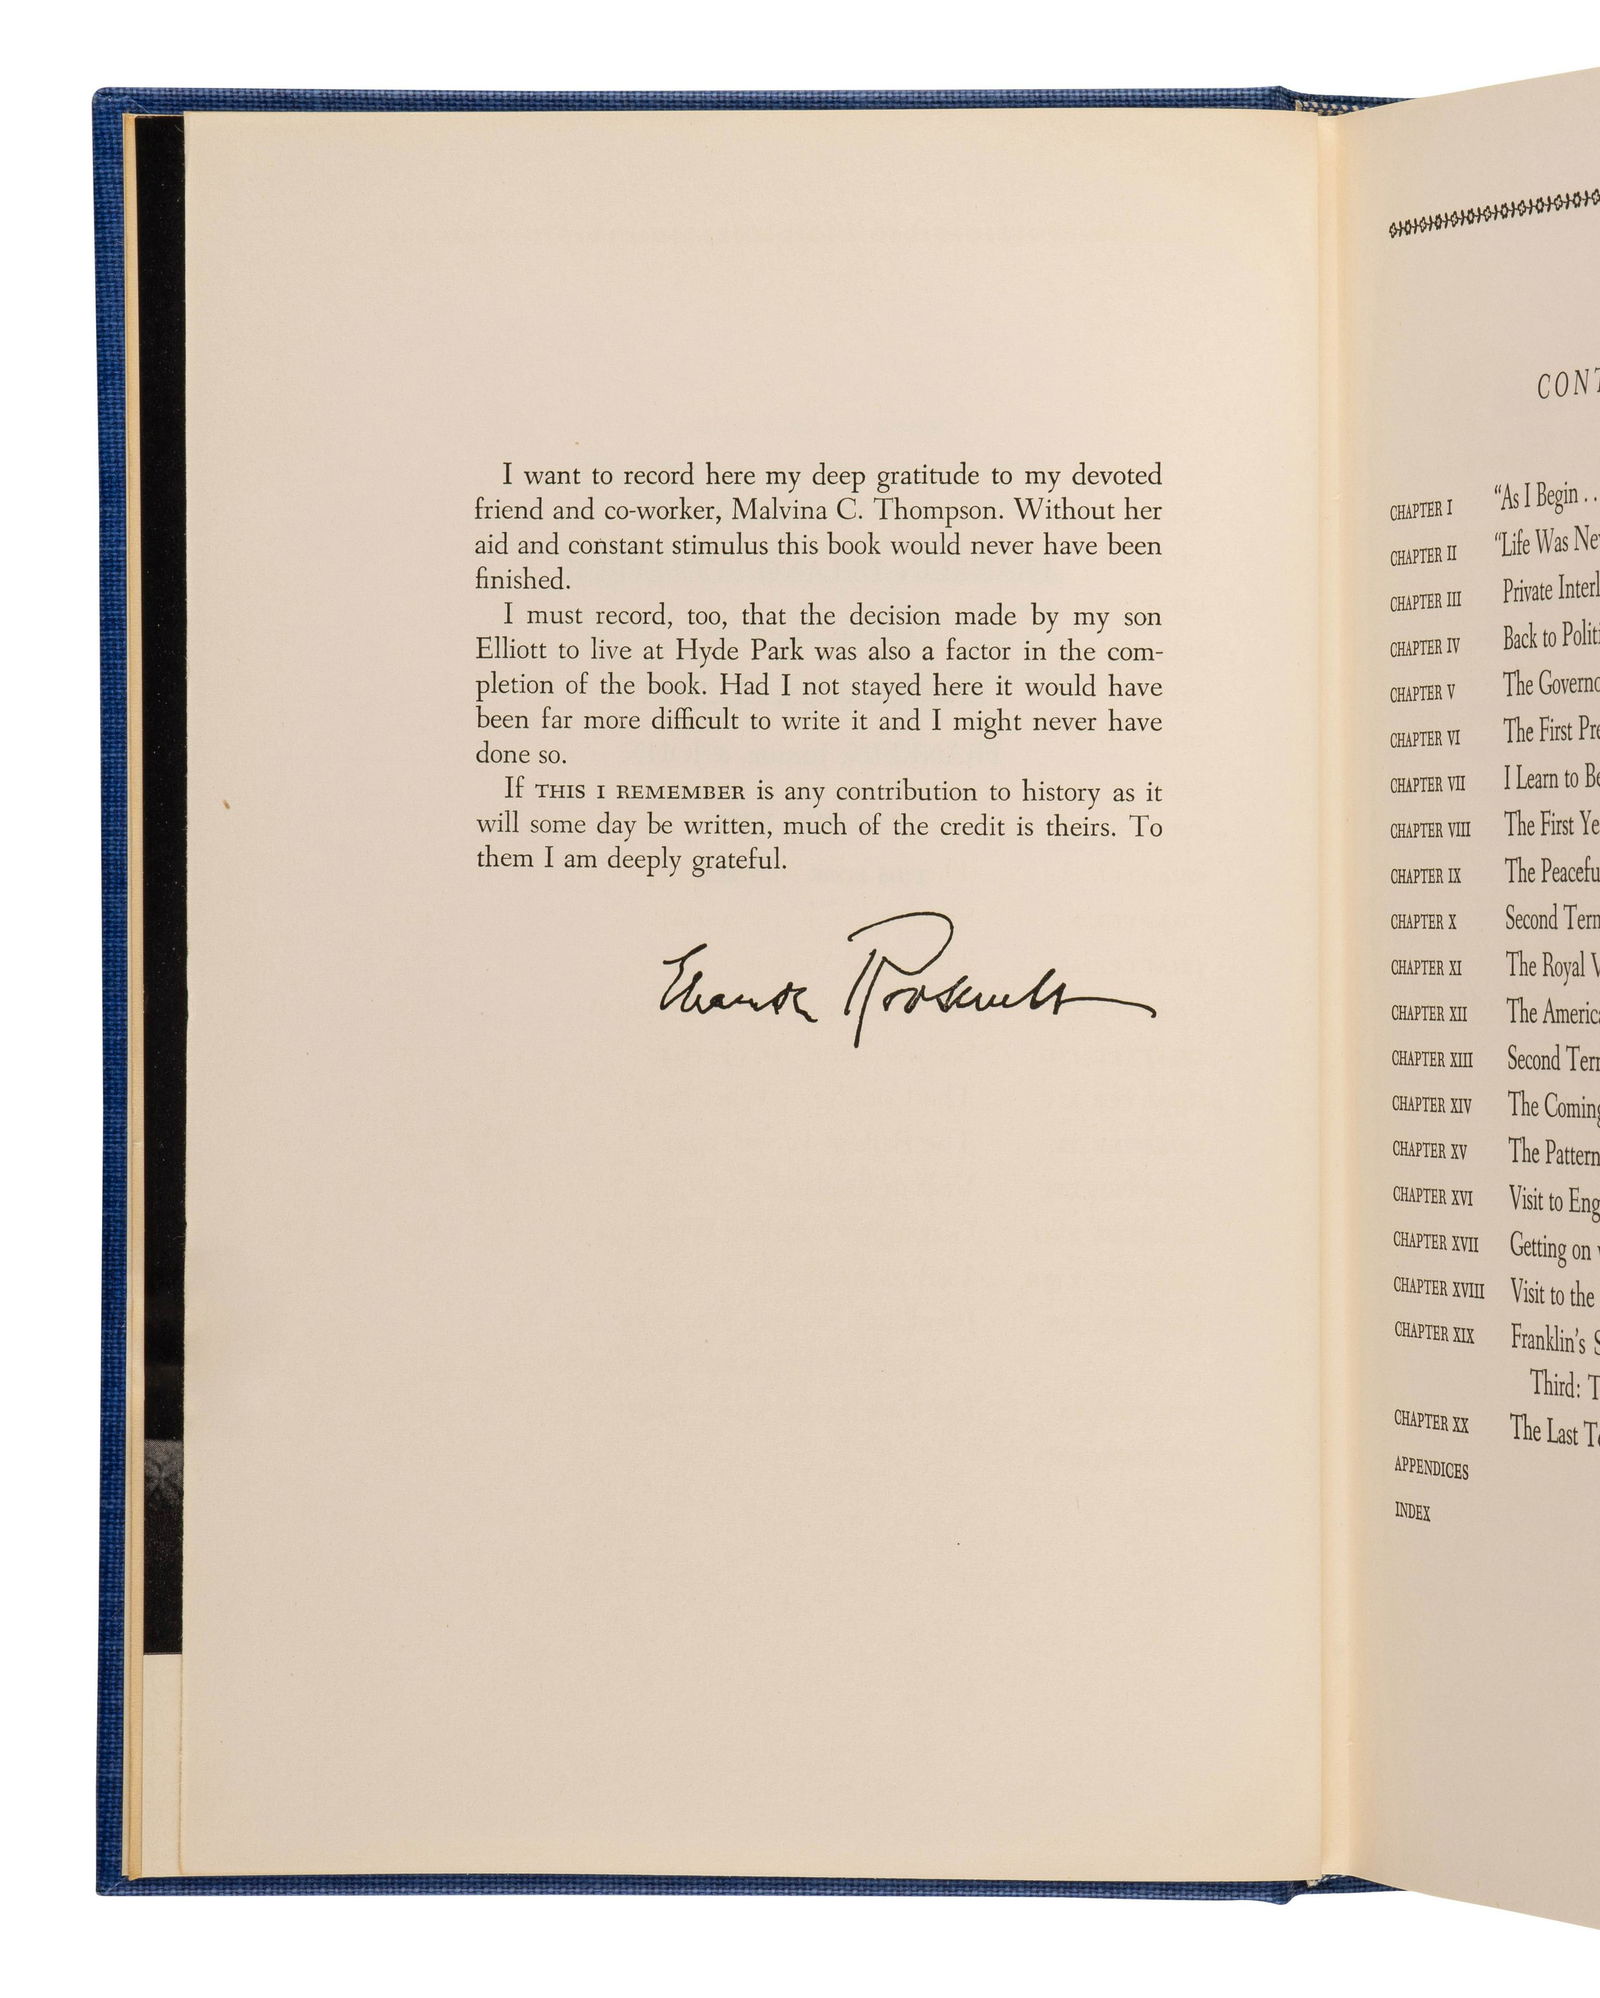 I want to record here my deep gratitude to my devoted
friend and co-worker, Malvina C. Thompson. Without her
aid and constant stimulus this book would never have been
finished.
I must record, too, that the decision made by my son
Elliott to live at Hyde Park was also a factor in the com-
pletion of the book. Had I not stayed here it would have
been far more difficult to write it and I might never have
done so.
If THIS I REMEMBER is any contribution to history as it
will some day be written, much of the credit is theirs. To
them I am deeply grateful.
Eleanor Roosevelt
CONT
CHAPTER I "As I Begin . .
CHAPTER II "Life Was Nev
CHAPTER III Private Interl
CHAPTER IV Back to Politi
CHAPTER V The Governo
CHAPTER VI The First Pre
CHAPTER VII I Learn to Be
CHAPTER VIII The First Ye
CHAPTER IX The Peacefu
CHAPTER X Second Term
CHAPTER XI The Royal V
CHAPTER XII The America
CHAPTER XIII Second Terr
CHAPTER XIV The Coming
CHAPTER XV The Pattern
CHAPTER XVI Visit to Eng
CHAPTER XVII Getting on
CHAPTER XVIII Visit to the
CHAPTER XIX Franklin's S
Third: T
CHAPTER XX The Last Te
APPENDICES
INDEX